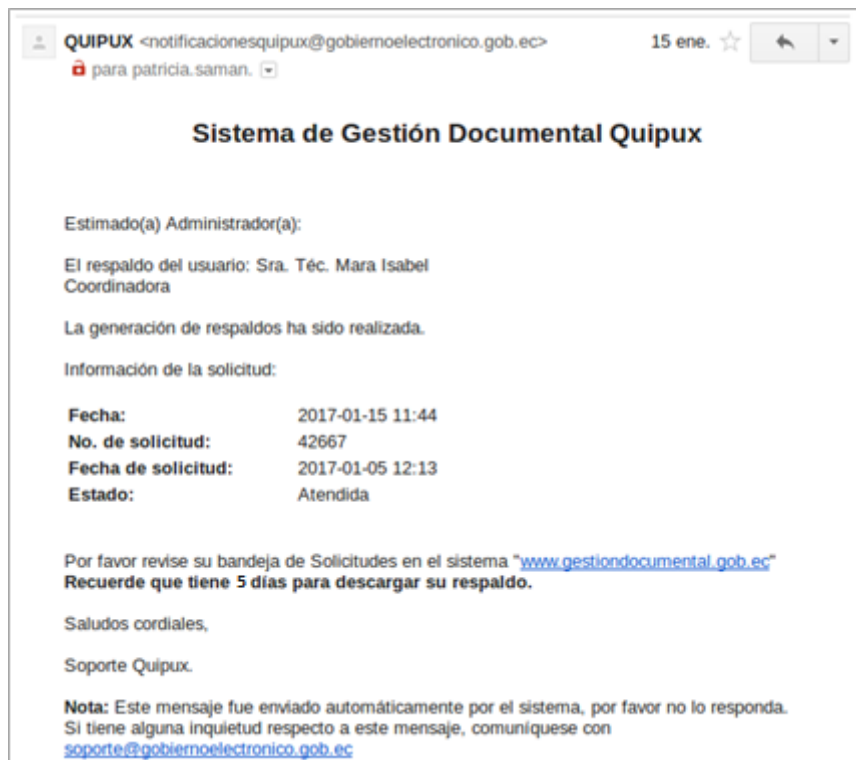 QUIPUX <notificacionesquipux@gobiernoelectronico.gob.ec> 15 ene.
para patricia.saman.
Sistema de Gestión Documental Quipux
Estimado(a) Administrador(a):
El respaldo del usuario: Sra. Téc. Mara Isabel
Coordinadora
La generación de respaldos ha sido realizada.
Información de la solicitud:
Fecha: 2017-01-15 11:44
No. de solicitud: 42667
Fecha de solicitud: 2017-01-05 12:13
Estado: Atendida
Por favor revise su bandeja de Solicitudes en el sistema "www.gestiondocumental.gob.ec"
Recuerde que tiene 5 días para descargar su respaldo.
Saludos cordiales,
Soporte Quipux.
Nota: Este mensaje fue enviado automáticamente por el sistema, por favor no lo responda.
Si tiene alguna inquietud respecto a este mensaje, comuníquese con
soporte@gobiernoelectronico.gob.ec